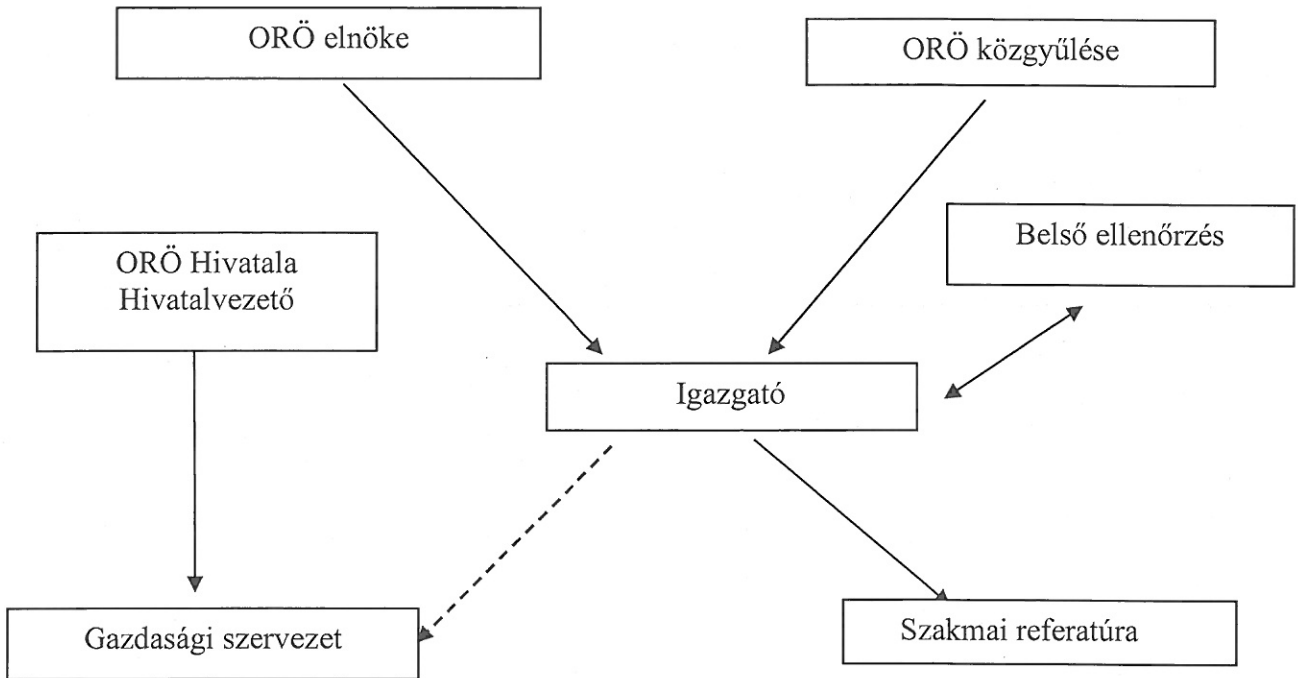 ORÖ elnöke
ORÖ közgyűlése
Belső ellenőrzés
ORÖ Hivatala
Hivatalvezető
Igazgató
Gazdasági szervezet
Szakmai referatúra